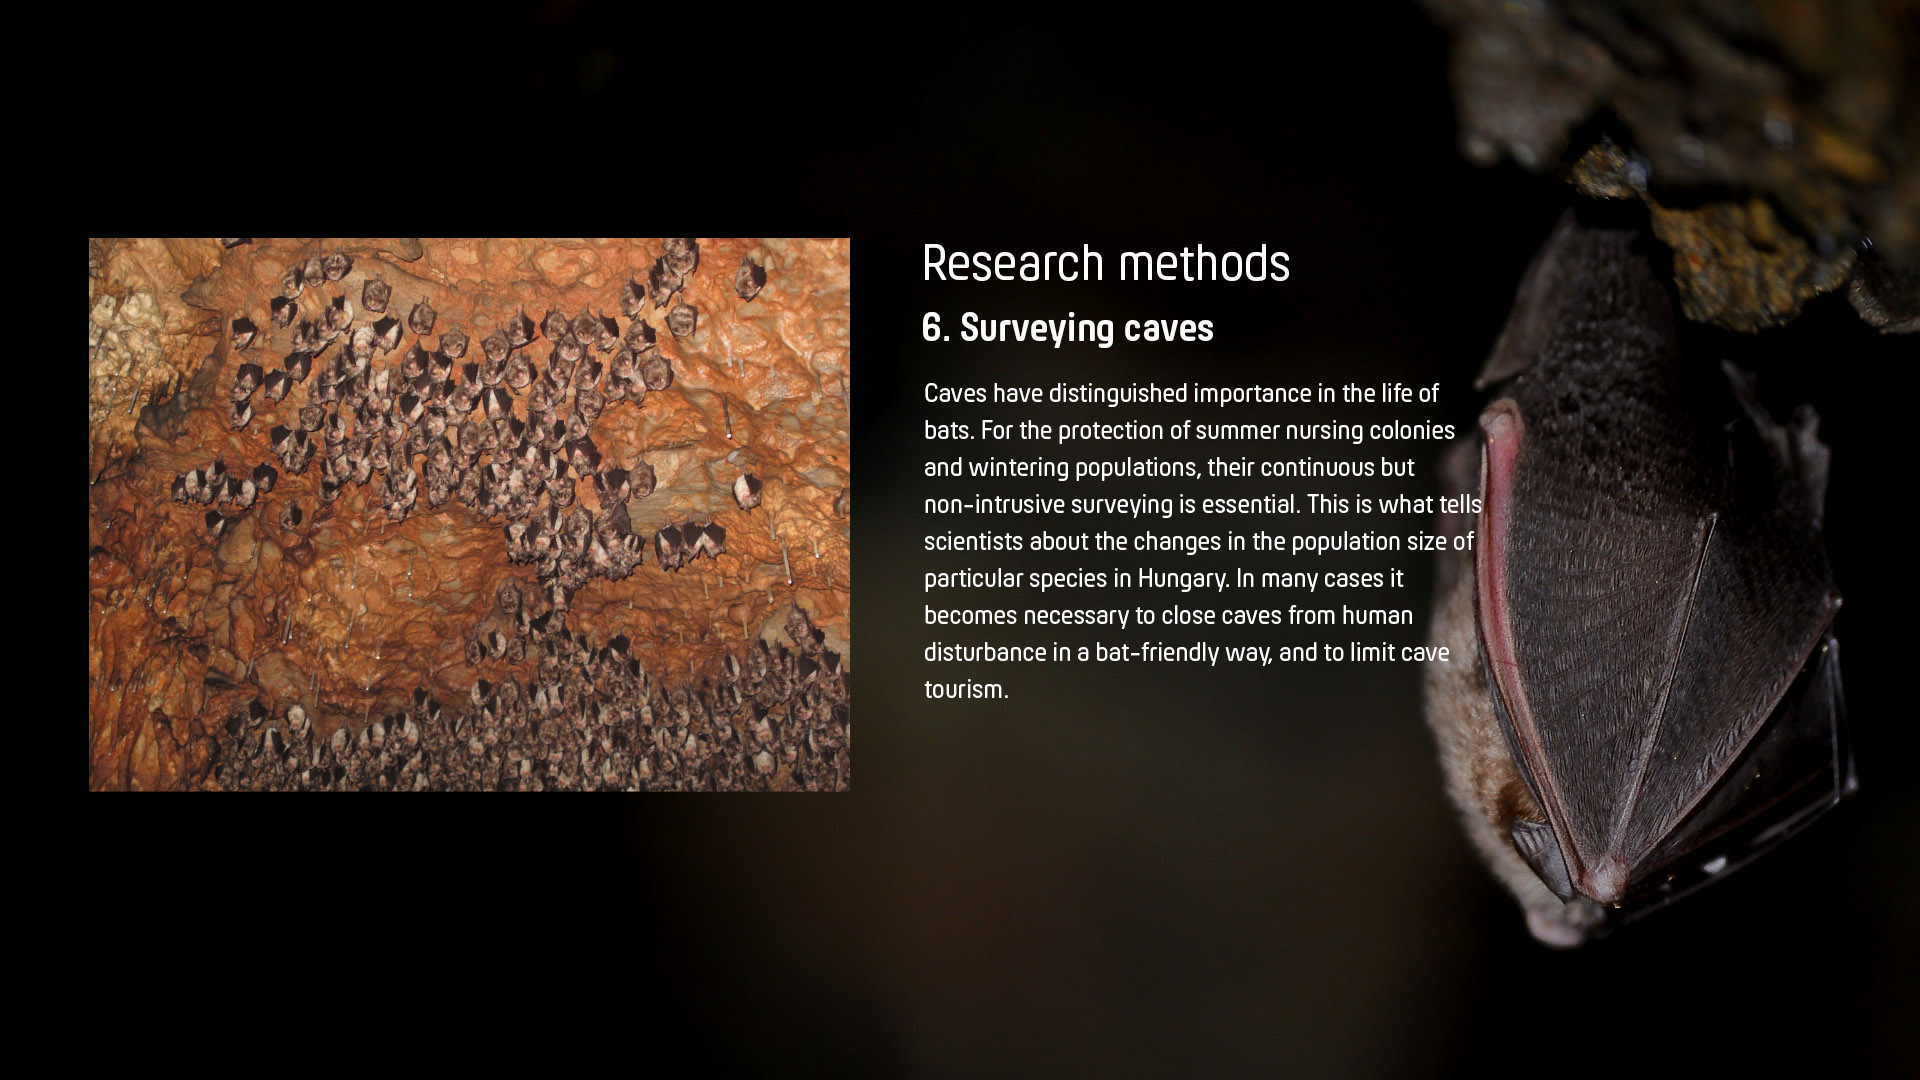 Research methods
6. Surveying caves
Caves have distinguished importance in the life of
bats. For the protection of summer nursing colonies
and wintering populations, their continuous but
non-intrusive surveying is essential. This is what tells
scientists about the changes in the population size of
particular species in Hungary. In many cases it
becomes necessary to close caves from human
disturbance in a bat-friendly way, and to limit cave
tourism.